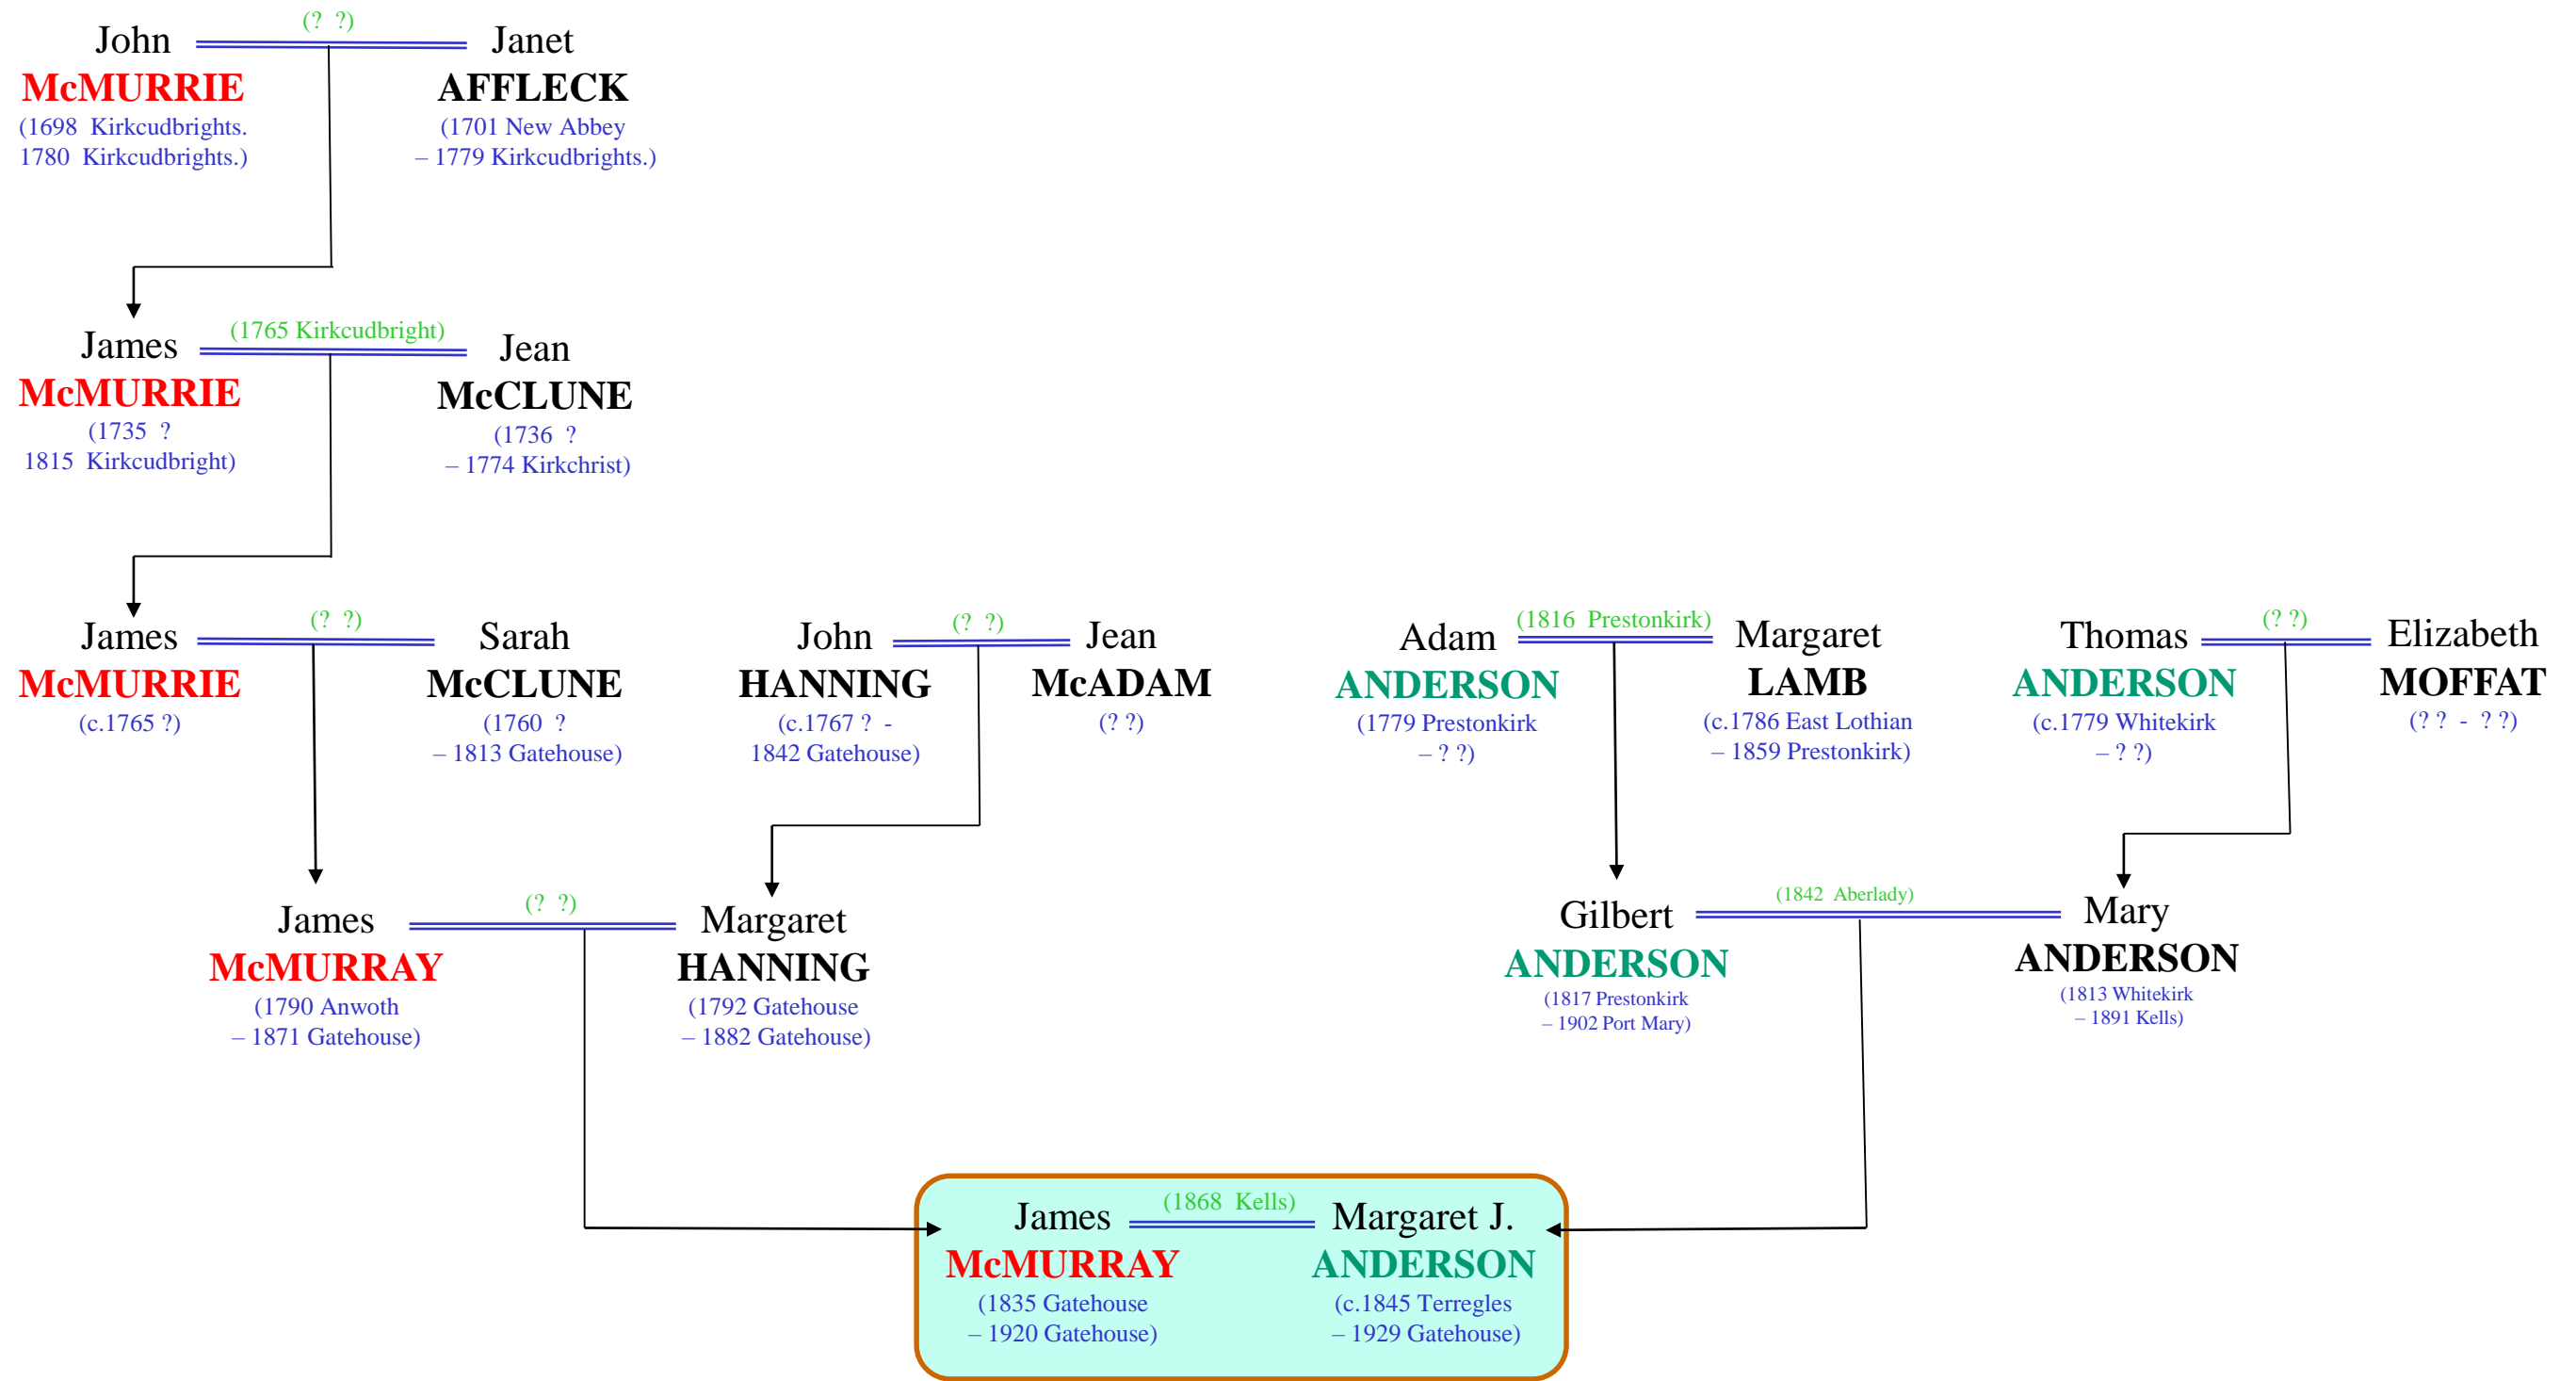 (? ?)
John
McMURRIE
(1698 Kirkcudbrights.
1780 Kirkcudbrights.)
Janet
AFFLECK
(1701 New Abbey
– 1779 Kirkcudbrights.)
(1765 Kirkcudbright)
James
McMURRIE
(1735 ?
1815 Kirkcudbright)
Jean
McCLUNE
(1736 ?
– 1774 Kirkchrist)
(? ?)
James
McMURRIE
(c.1765 ?)
Sarah
McCLUNE
(1760 ?
– 1813 Gatehouse)
(? ?)
John
HANNING
(c.1767 ? -
1842 Gatehouse)
Jean
McADAM
(? ?)
(1816 Prestonkirk)
Adam
ANDERSON
(1779 Prestonkirk
– ? ?)
Margaret
LAMB
(c.1786 East Lothian
– 1859 Prestonkirk)
(? ?)
Thomas
ANDERSON
(c.1779 Whitekirk
– ? ?)
Elizabeth
MOFFAT
(? ? - ? ?)
(? ?)
James
McMURRAY
(1790 Anwoth
– 1871 Gatehouse)
Margaret
HANNING
(1792 Gatehouse
– 1882 Gatehouse)
(1842 Aberlady)
Gilbert
ANDERSON
(1817 Prestonkirk
– 1902 Port Mary)
Mary
ANDERSON
(1813 Whitekirk
– 1891 Kells)
(1868 Kells)
James
McMURRAY
(1835 Gatehouse
– 1920 Gatehouse)
Margaret J.
ANDERSON
(c.1845 Terregles
– 1929 Gatehouse)